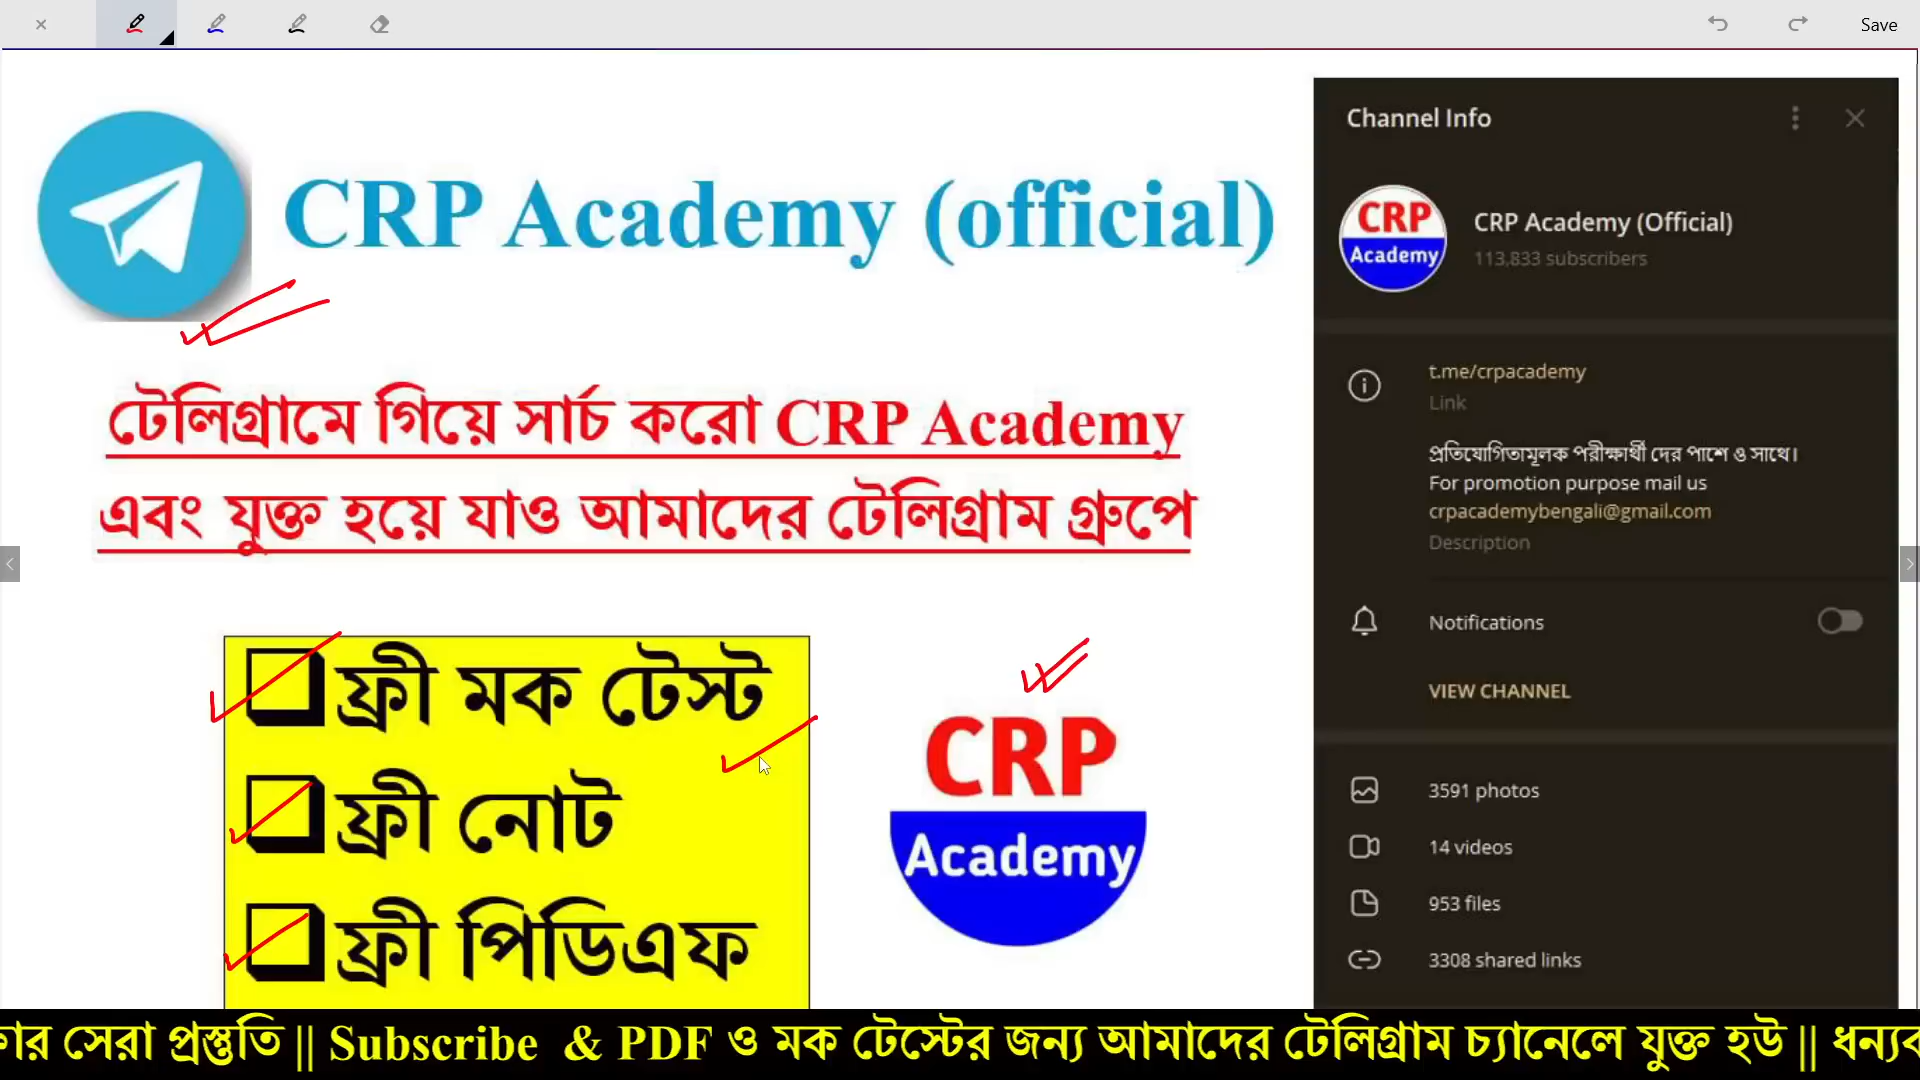 Save
CRP Academy (official)
টেলিগ্রামে গিয়ে সার্চ করো CRP Academy
এবং যুক্ত হয়ে যাও আমাদের টেলিগ্রাম গ্রুপে
ফ্রী মক টেস্ট
ফ্রী নোট
ফ্রী পিডিএফ
CRP
Academy
Channel Info
CRP
Academy
CRP Academy (Official)
113,833 subscribers
t.me/crpacademy
Link
প্রতিযোগিতামূলক পরীক্ষার্থী দের পাশে ও সাথে।
For promotion purpose mail us
crpacademybengali@gmail.com
Description
Notifications
VIEW CHANNEL
3591 photos
14 videos
953 files
3308 shared links
সেরা প্রস্তুতি || Subscribe & PDF ও মক টেস্টের জন্য আমাদের টেলিগ্রাম চ্যানেলে যুক্ত হউ ||